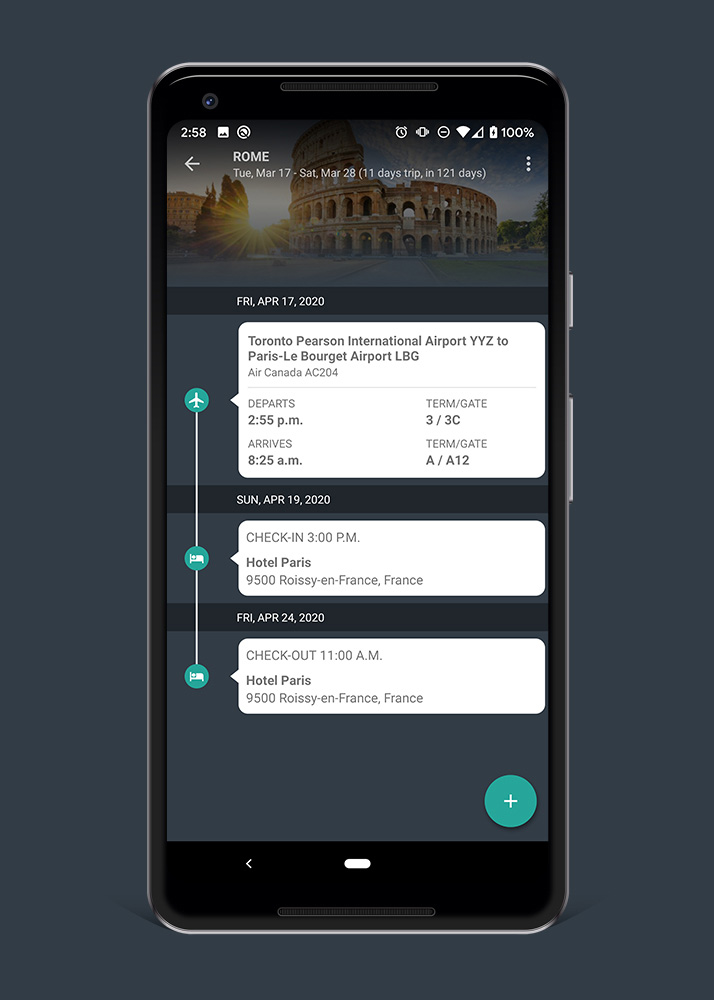 2:58
100%
ROME
Tue, Mar 17 - Sat, Mar 28 (11 days trip, in 121 days)
FRI, APR 17, 2020
Toronto Pearson International Airport YYZ to
Paris-Le Bourget Airport LBG
Air Canada AC204
DEPARTS
TERM/GATE
2:55 p.m.
3 / 3C
ARRIVES
TERM/GATE
8:25 a.m.
A / A12
SUN, APR 19, 2020
CHECK-IN 3:00 P.M.
Hotel Paris
9500 Roissy-en-France, France
FRI, APR 24, 2020
CHECK-OUT 11:00 A.M.
Hotel Paris
9500 Roissy-en-France, France